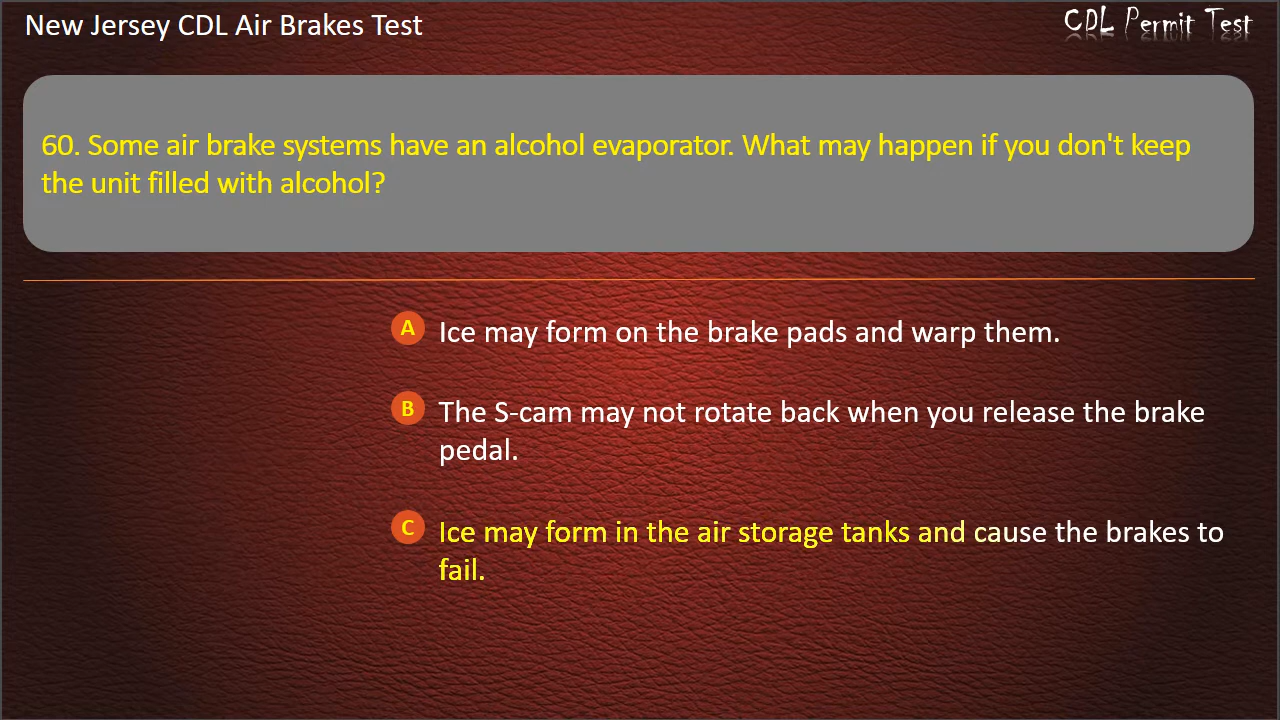 New Jersey CDL Air Brakes Test
CDL Permit Test
60. Some air brake systems have an alcohol evaporator. What may happen if you don't keep
the unit filled with alcohol?
A Ice may form on the brake pads and warp them.
B The S-cam may not rotate back when you release the brake
pedal.
C Ice may form in the air storage tanks and cause the brakes to
fail.